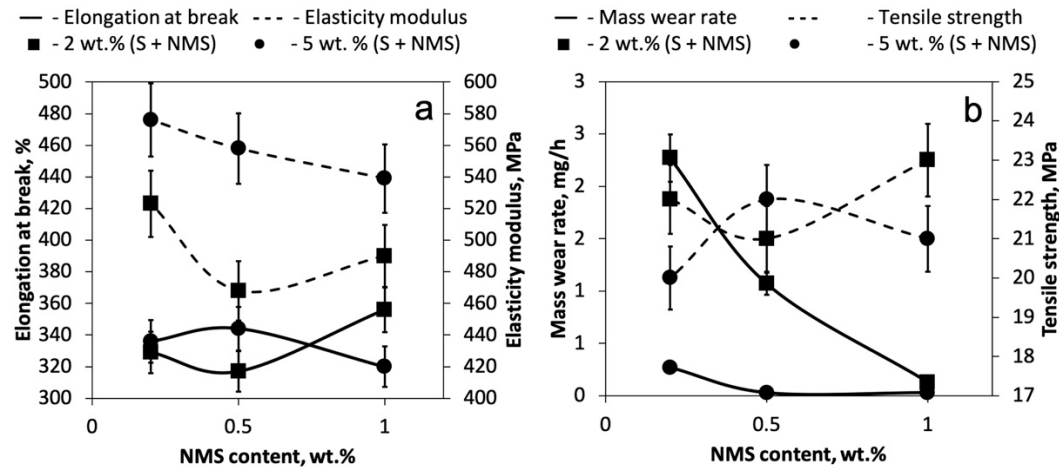 - Elongation at break
- Elasticity modulus
- 2 wt.% (S + NMS)
- 5 wt. % (S + NMS)
- Mass wear rate
- Tensile strength
- 2 wt.% (S + NMS)
- 5 wt. % (S + NMS)
a
500
480
460
440
420
400
380
360
340
320
300
Elongation at break, %
600
580
560
540
520
500
480
460
440
420
400
Elasticity modulus, MPa
0
0.5
1
NMS content, wt.%
b
3
3
2
2
1
1
0
Mass wear rate, mg/h
25
24
23
22
21
20
19
18
17
Tensile strength, MPa
0
0.5
1
NMS content, wt.%